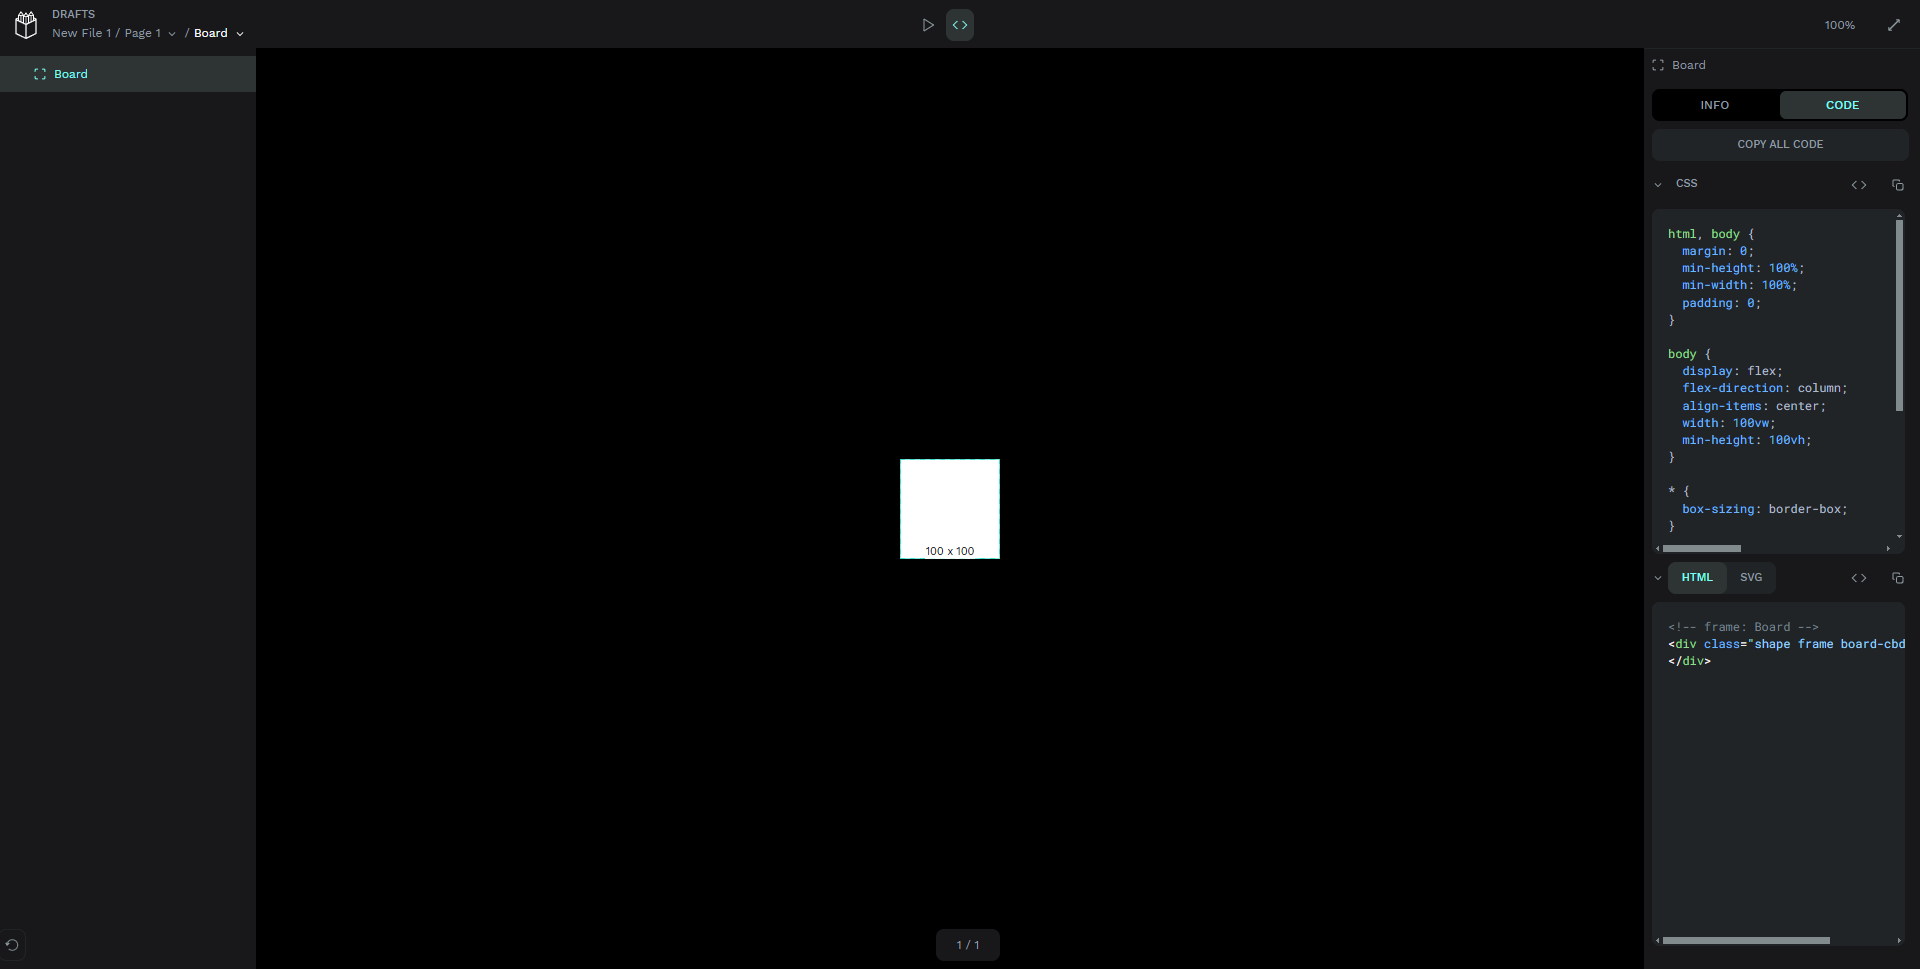 DRAFTS
New File 1 / Page 1 / Board
100%
Board
Board
INFO CODE
COPY ALL CODE
CSS
html, body {
  margin: 0;
  min-height: 100%;
  min-width: 100%;
  padding: 0;
}
body {
  display: flex;
  flex-direction: column;
  align-items: center;
  width: 100vw;
  min-height: 100vh;
}
* {
  box-sizing: border-box;
}
100 x 100
HTML SVG
<!-- frame: Board -->
<div class="shape frame board-cbd
</div>
1 / 1